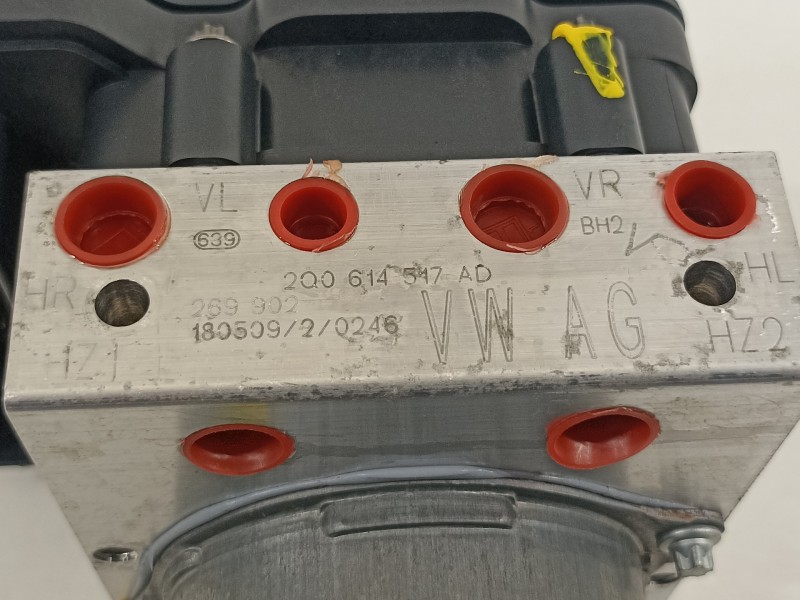 VL
VR
639
BH2
HR
2Q0 614 517 AD
HL
269 902
180509/2/0246
VW AG
HZ1
HZ2